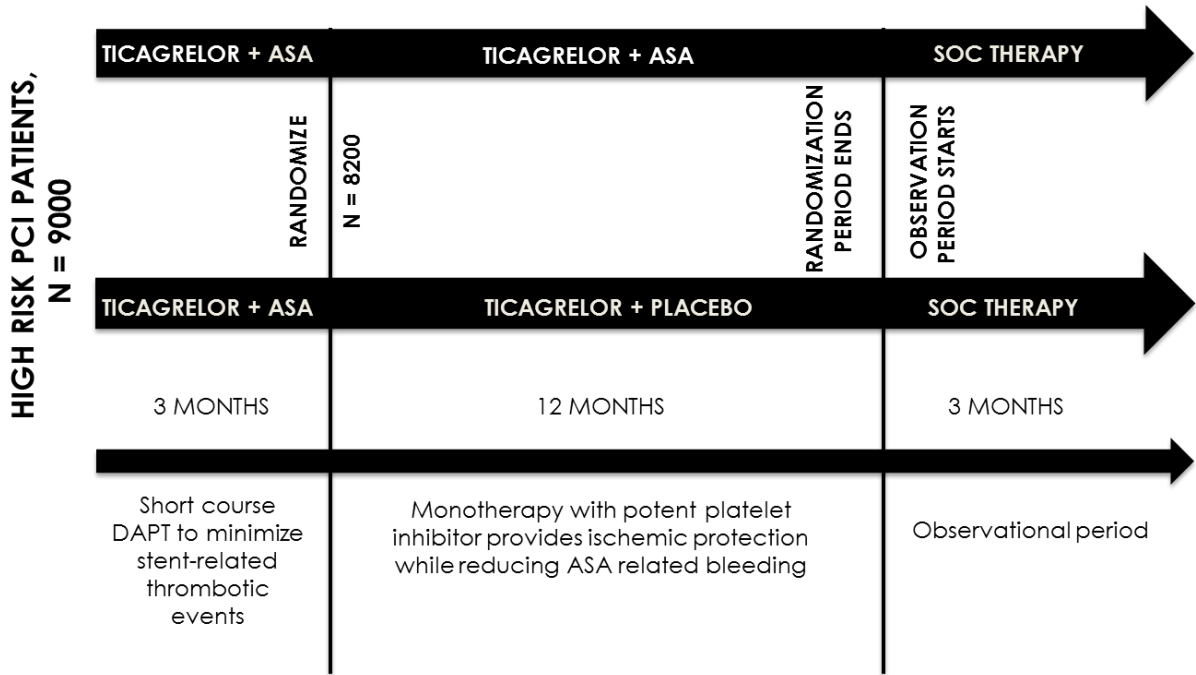 HIGH RISK PCI PATIENTS,
N = 9000
TICAGRELOR + ASA
TICAGRELOR + ASA
SOC THERAPY
RANDOMIZE
N = 8200
RANDOMIZATION
PERIOD ENDS
OBSERVATION
PERIOD STARTS
TICAGRELOR + ASA
TICAGRELOR + PLACEBO
SOC THERAPY
3 MONTHS
12 MONTHS
3 MONTHS
Short course
DAPT to minimize
stent-related
thrombotic
events
Monotherapy with potent platelet
inhibitor provides ischemic protection
while reducing ASA related bleeding
Observational period